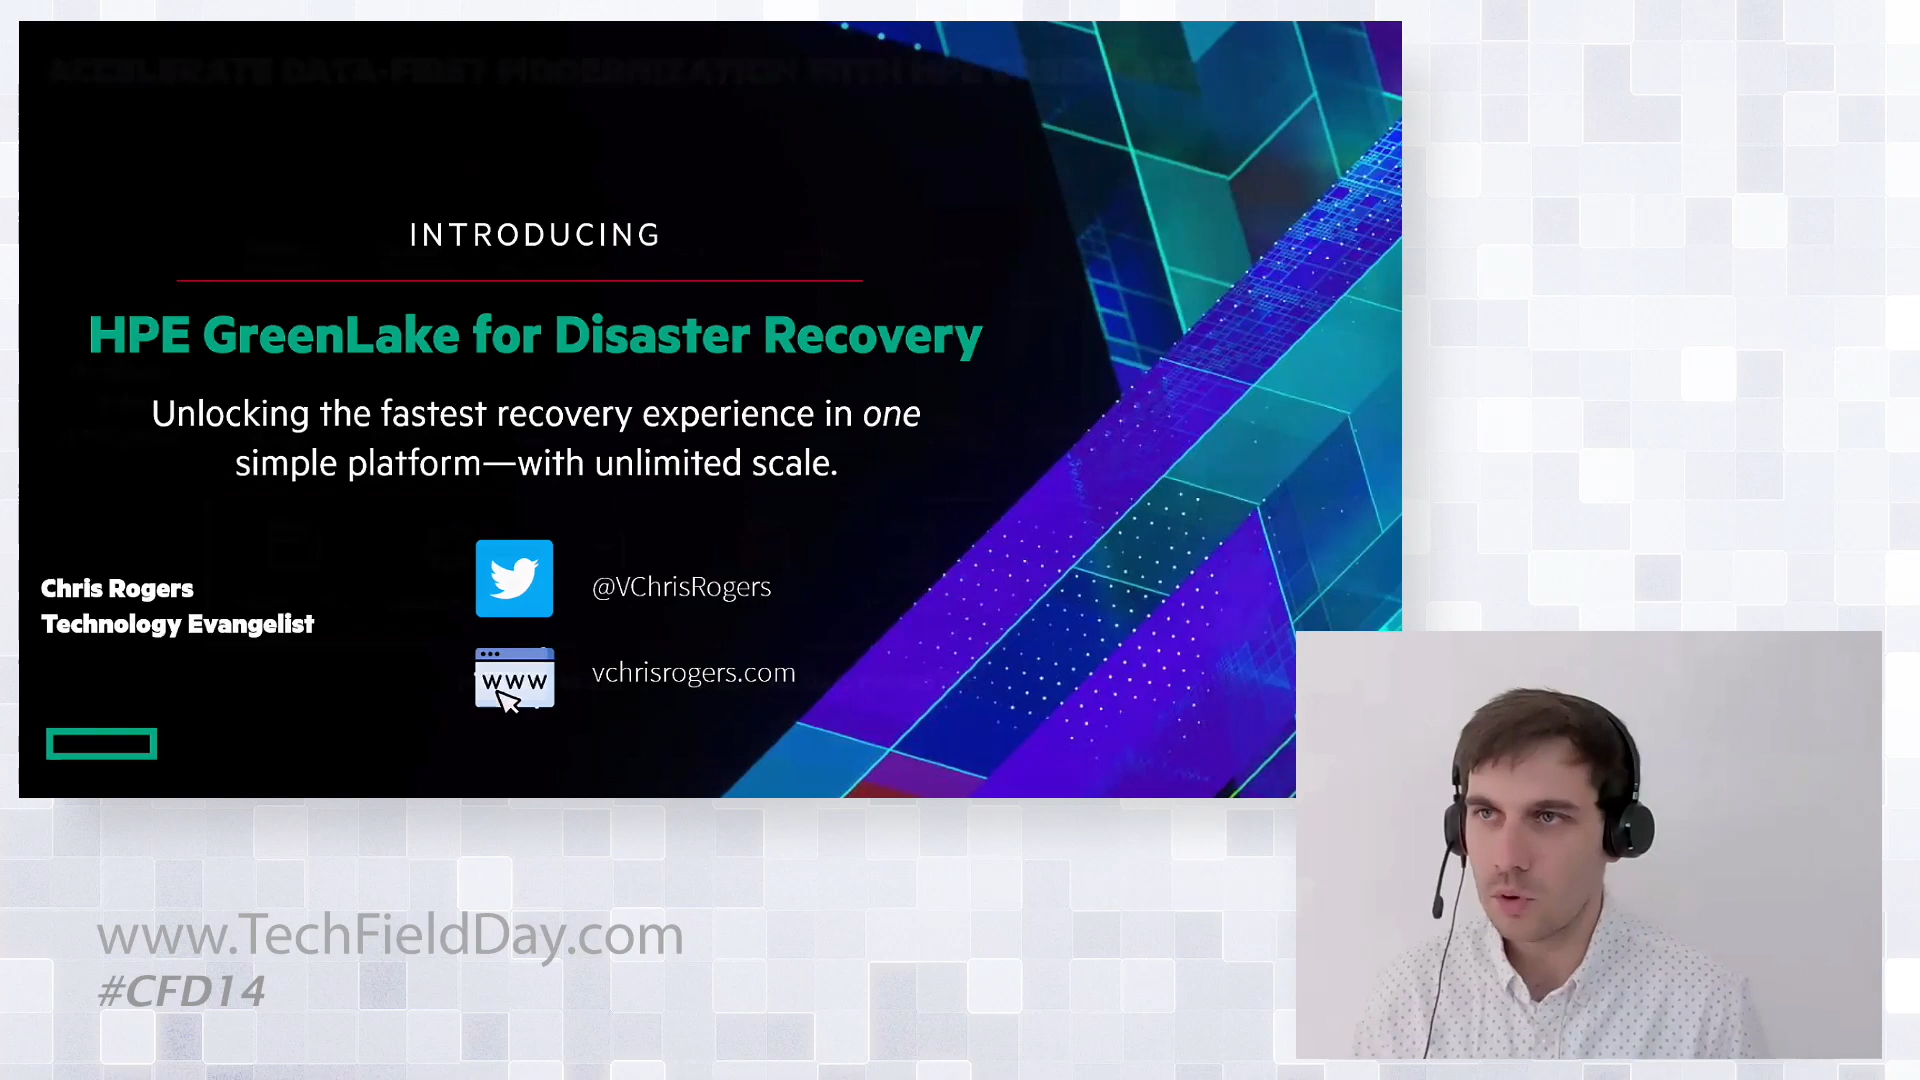 INTRODUCING
HPE GreenLake for Disaster Recovery
Unlocking the fastest recovery experience in one
simple platform—with unlimited scale.
Chris Rogers
Technology Evangelist
@VChrisRogers
www
vchrisrogers.com
www.TechFieldDay.com
#CFD14